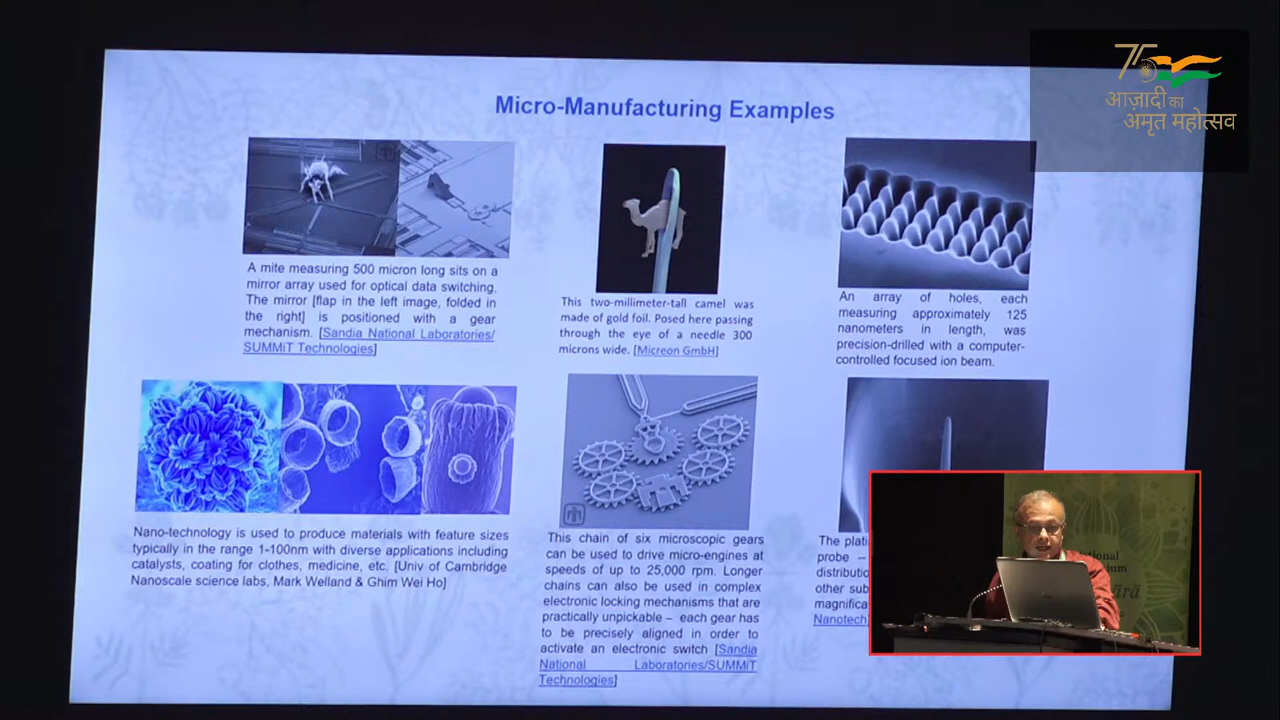 Micro-Manufacturing Examples
75
आज़ादी का
अमृत महोत्सव
A mite measuring 500 micron long sits on a
mirror array used for optical data switching.
The mirror [flap in the left image, folded in
the right] is positioned with a gear
mechanism. [Sandia National Laboratories/
SUMMiT Technologies]
This two-millimeter-tall camel was
made of gold foil. Posed here passing
through the eye of a needle 300
microns wide. [Micreon GmbH]
An array of holes, each
measuring approximately 125
nanometers in length, was
precision-drilled with a computer-
controlled focused ion beam.
Nano-technology is used to produce materials with feature sizes
typically in the range 1-100nm with diverse applications including
catalysts, coating for clothes, medicine, etc. [Univ of Cambridge
Nanoscale science labs, Mark Welland & Ghim Wei Ho]
This chain of six microscopic gears
can be used to drive micro-engines at
speeds of up to 25,000 rpm. Longer
chains can also be used in complex
electronic locking mechanisms that are
practically unpickable – each gear has
to be precisely aligned in order to
activate an electronic switch [Sandia
National Laboratories/SUMMiT
Technologies]
The plati
probe –
distributio
other sub
magnifica
Nanotech